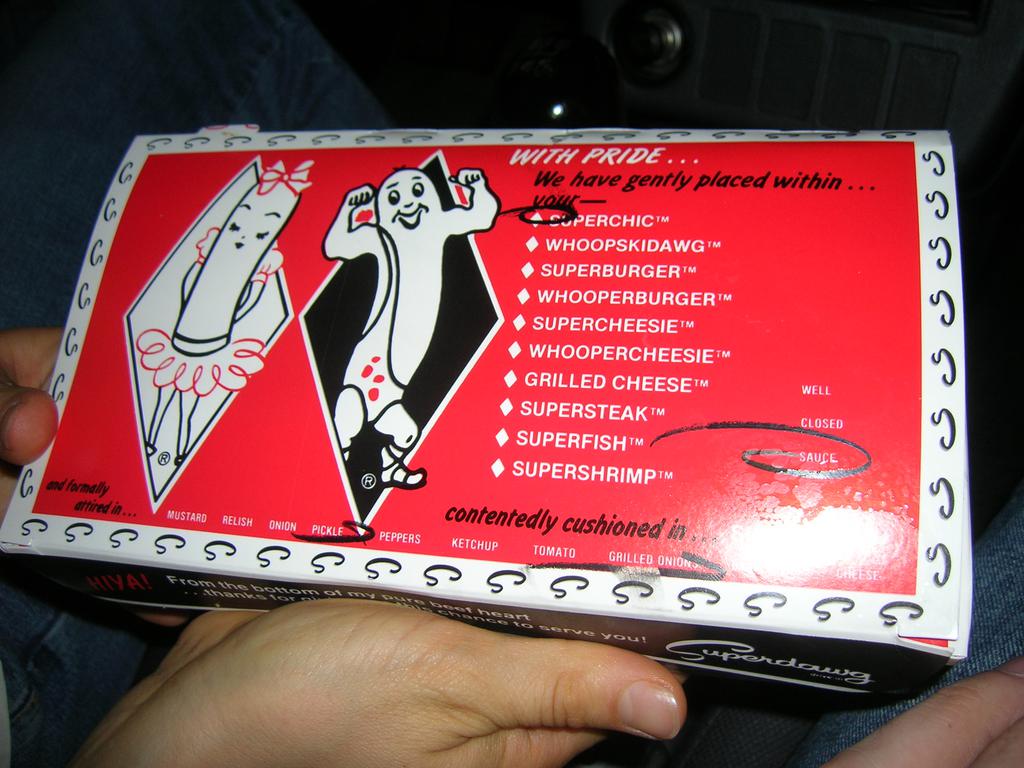 WITH PRIDE...
We have gently placed within...
your—
SUPERCHIC™
WHOOPSKIDAWG™
SUPERBURGER™
WHOOPERBURGER™
SUPERCHEESIE™
WHOOPERCHEESIE™
GRILLED CHEESE™
SUPERSTEAK™
SUPERFISH™
SUPERSHRIMP™
WELL
CLOSED
SAUCE
®
®
and formally
attired in...
contentedly cushioned in...
MUSTARD RELISH ONION PICKLE PEPPERS KETCHUP TOMATO GRILLED ONIONS CHEESE
HIYA! From the bottom of my pure beef heart
...thanks for chance to serve you!
Superdawg